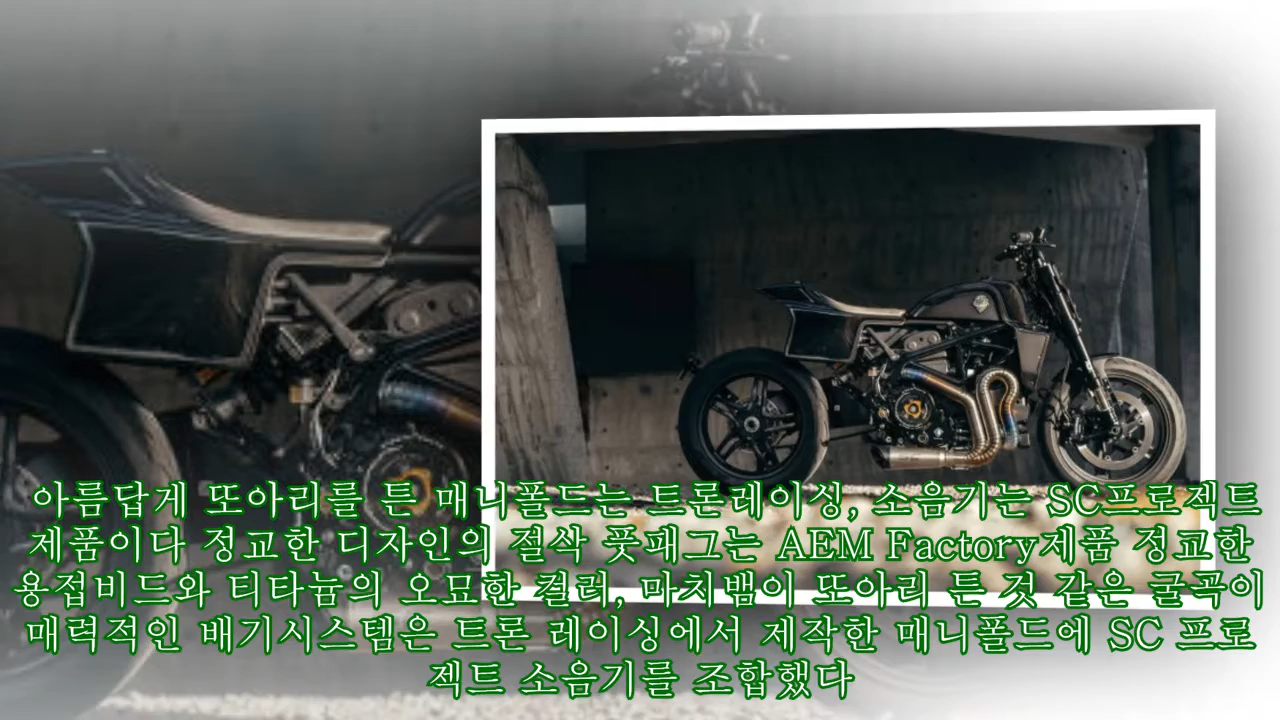 아름답게 또아리를 튼 매니폴드는 트론레이싱, 소음기는 SC프로젝트
제품이다 정교한 디자인의 절삭 풋패그는 AEM Factory제품 정교한
용접비드와 티타늄의 오묘한 컬러, 마치뱀이 또아리 튼 것 같은 굴곡이
매력적인 배기시스템은 트론 레이싱에서 제작한 매니폴드에 SC 프로
젝트 소음기를 조합했다